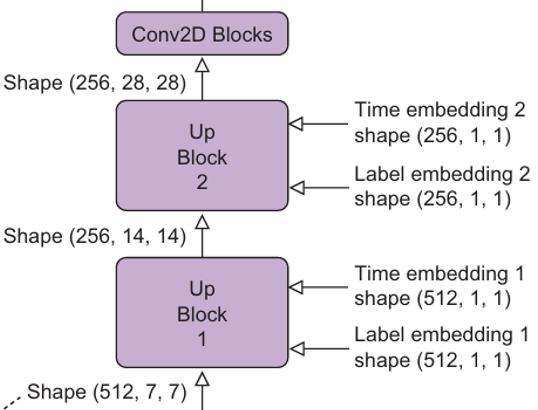 Conv2D Blocks
Shape (256, 28, 28)
Up
Block
2
Time embedding 2
shape (256, 1, 1)
Label embedding 2
shape (256, 1, 1)
Shape (256, 14, 14)
Up
Block
1
Time embedding 1
shape (512, 1, 1)
Label embedding 1
shape (512, 1, 1)
Shape (512, 7, 7)